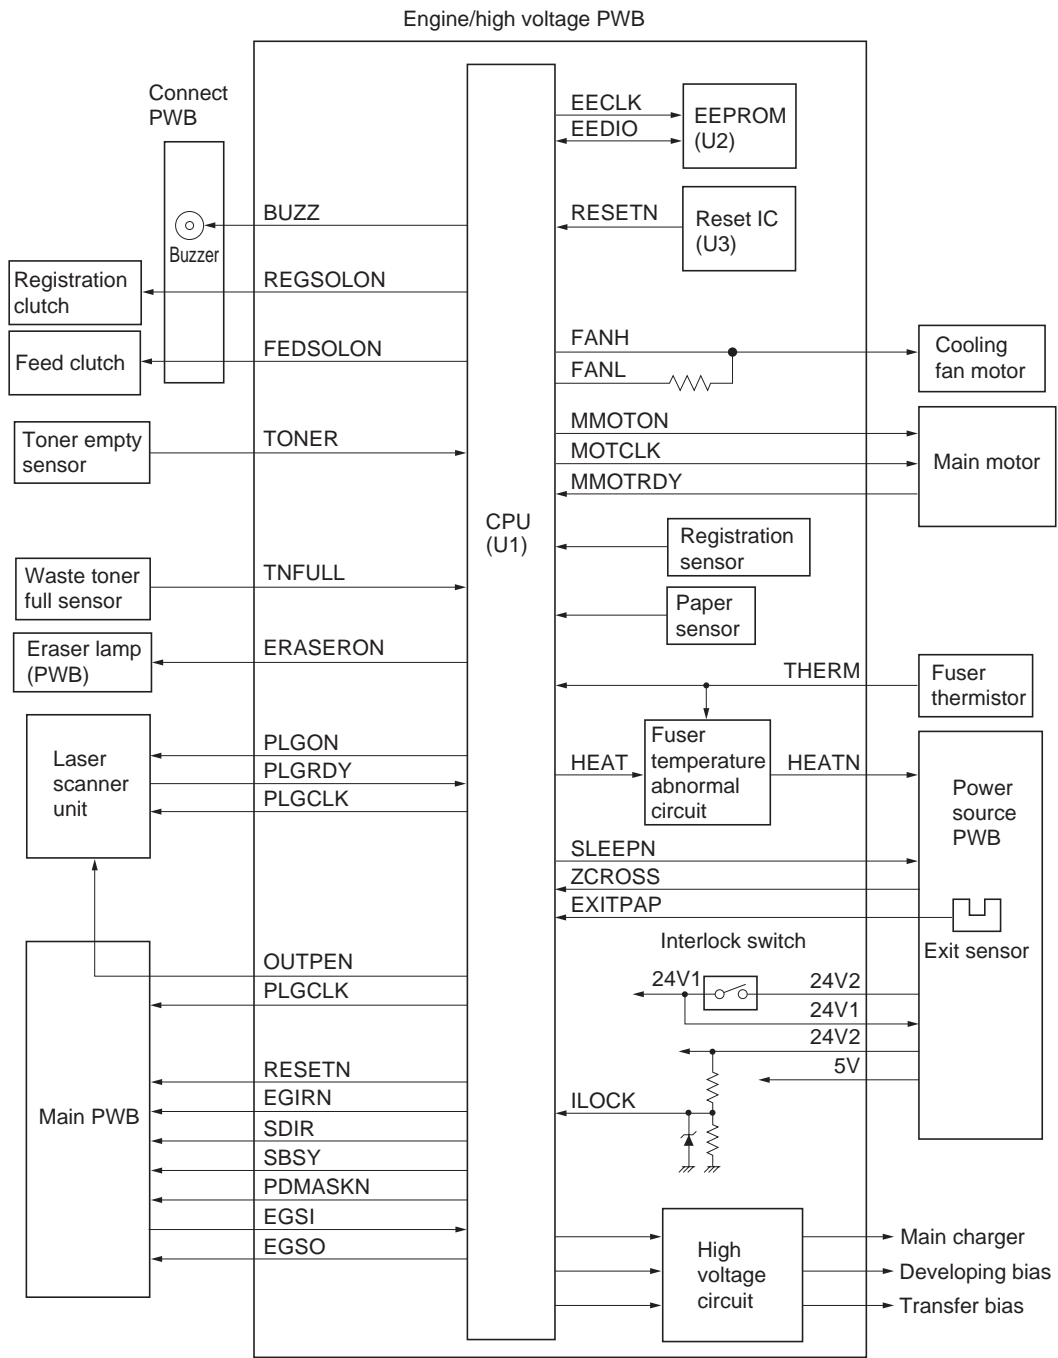 Engine/high voltage PWB
Connect
PWB
Buzzer
BUZZ
Registration
clutch
REGSOLON
Feed clutch
FEDSOLON
Toner empty
sensor
TONER
Waste toner
full sensor
TNFULL
Eraser lamp
(PWB)
ERASERON
Laser
scanner
unit
PLGON
PLGRDY
PLGCLK
OUTPEN
PLGCLK
Main PWB
RESETN
EGIRN
SDIR
SBSY
PDMASKN
EGSI
EGSO
CPU
(U1)
EECLK
EEDIO
EEPROM
(U2)
RESETN
Reset IC
(U3)
FANH
FANL
Cooling
fan motor
MMOTON
MOTCLK
MMOTRDY
Main motor
Registration
sensor
Paper
sensor
THERM
Fuser
thermistor
HEAT
Fuser
temperature
abnormal
circuit
HEATN
Power
source
PWB
SLEEPN
ZCROSS
EXITPAP
Exit sensor
Interlock switch
24V1
24V2
24V1
24V2
5V
ILOCK
High
voltage
circuit
Main charger
Developing bias
Transfer bias